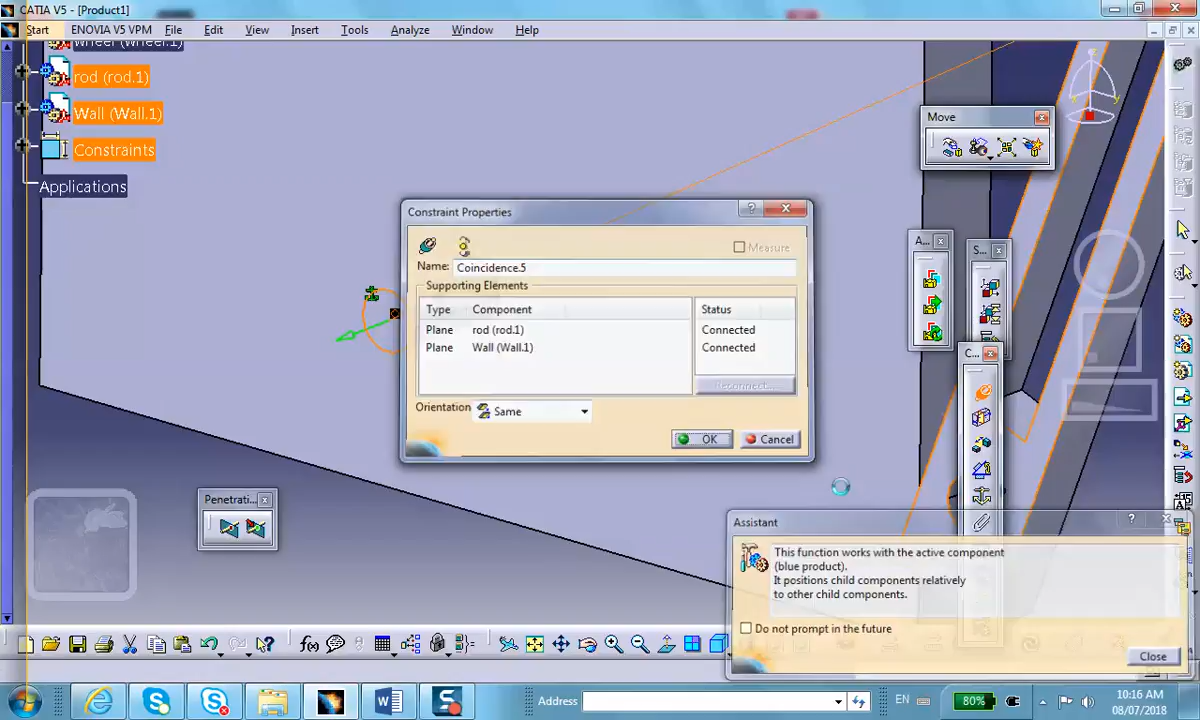 CATIA V5 - [Product1]
Start ENOVIA V5 VPM File Edit View Insert Tools Analyze Window Help
Wheel (Wheel.1)
rod (rod.1)
Wall (Wall.1)
Constraints
Applications
Move
A...
S...
C...
Constraint Properties
Measure
Name: Coincidence.5
Supporting Elements
Type Component Status
Plane rod (rod.1) Connected
Plane Wall (Wall.1) Connected
Reconnect...
Orientation Same
OK Cancel
Penetrati...
Assistant
This function works with the active component
(blue product).
It positions child components relatively
to other child components.
Do not prompt in the future
Close
Address
EN
80%
10:16 AM
08/07/2018